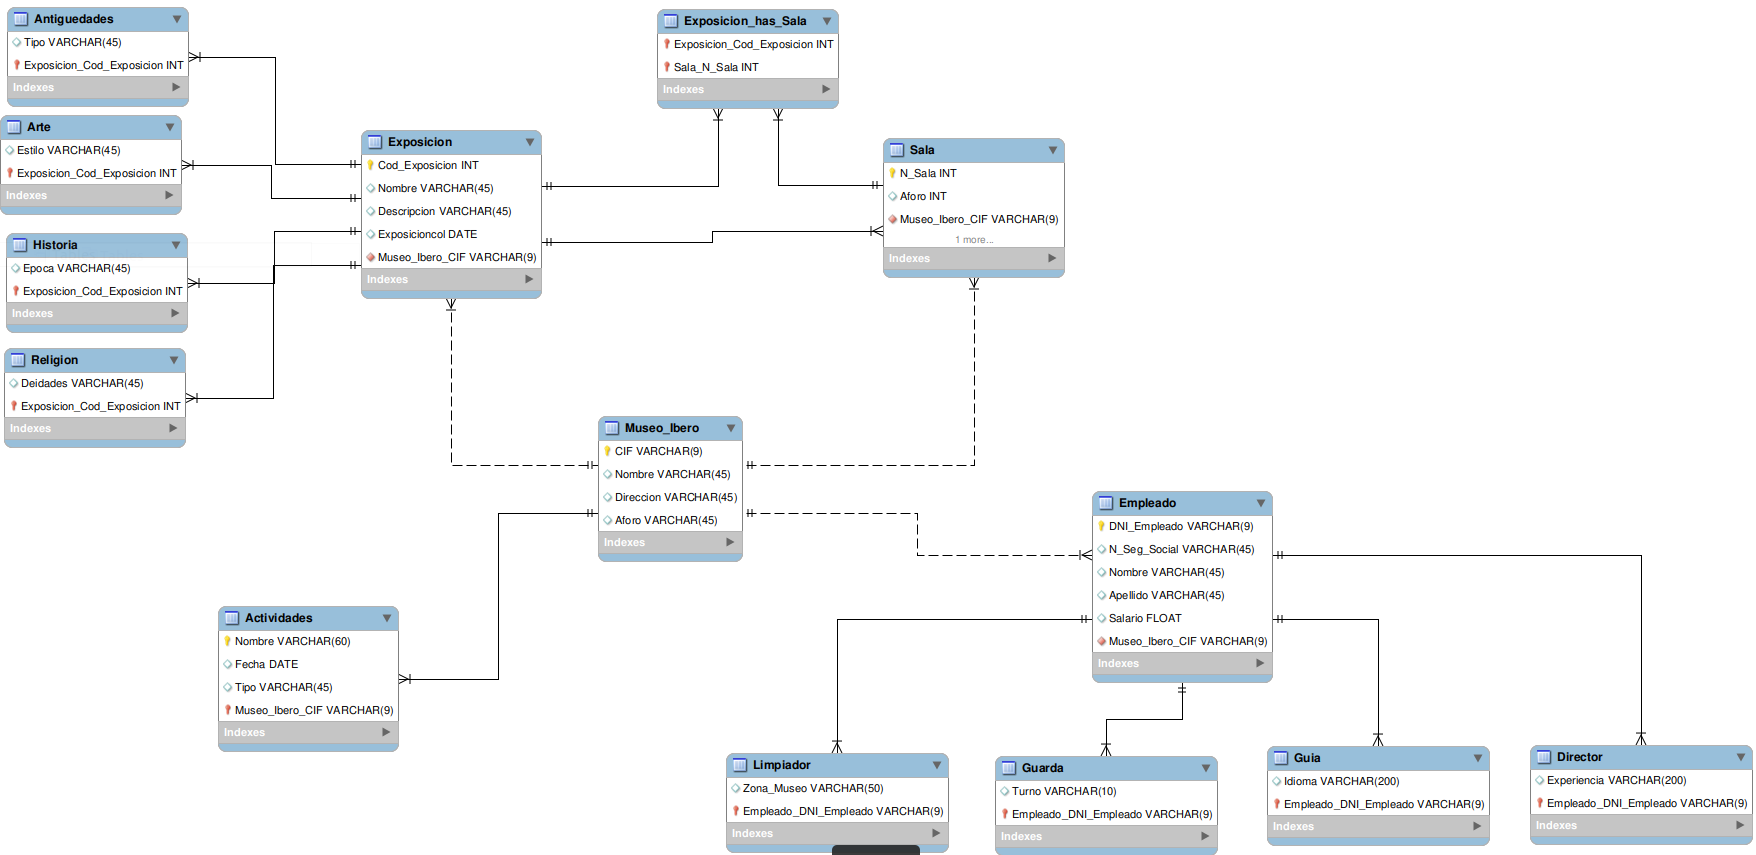 Antiguedades
Tipo VARCHAR(45)
Exposicion_Cod_Exposicion INT
Indexes
Arte
Estilo VARCHAR(45)
Exposicion_Cod_Exposicion INT
Indexes
Historia
Epoca VARCHAR(45)
Exposicion_Cod_Exposicion INT
Indexes
Religion
Deidades VARCHAR(45)
Exposicion_Cod_Exposicion INT
Indexes
Exposicion
Cod_Exposicion INT
Nombre VARCHAR(45)
Descripcion VARCHAR(45)
Exposicioncol DATE
Museo_Ibero_CIF VARCHAR(9)
Indexes
Exposicion_has_Sala
Exposicion_Cod_Exposicion INT
Sala_N_Sala INT
Indexes
Sala
N_Sala INT
Aforo INT
Museo_Ibero_CIF VARCHAR(9)
1 more...
Indexes
Museo_Ibero
CIF VARCHAR(9)
Nombre VARCHAR(45)
Direccion VARCHAR(45)
Aforo VARCHAR(45)
Indexes
Actividades
Nombre VARCHAR(60)
Fecha DATE
Tipo VARCHAR(45)
Museo_Ibero_CIF VARCHAR(9)
Indexes
Empleado
DNI_Empleado VARCHAR(9)
N_Seg_Social VARCHAR(45)
Nombre VARCHAR(45)
Apellido VARCHAR(45)
Salario FLOAT
Museo_Ibero_CIF VARCHAR(9)
Indexes
Limpiador
Zona_Museo VARCHAR(50)
Empleado_DNI_Empleado VARCHAR(9)
Indexes
Guarda
Turno VARCHAR(10)
Empleado_DNI_Empleado VARCHAR(9)
Indexes
Guia
Idioma VARCHAR(200)
Empleado_DNI_Empleado VARCHAR(9)
Indexes
Director
Experiencia VARCHAR(200)
Empleado_DNI_Empleado VARCHAR(9)
Indexes